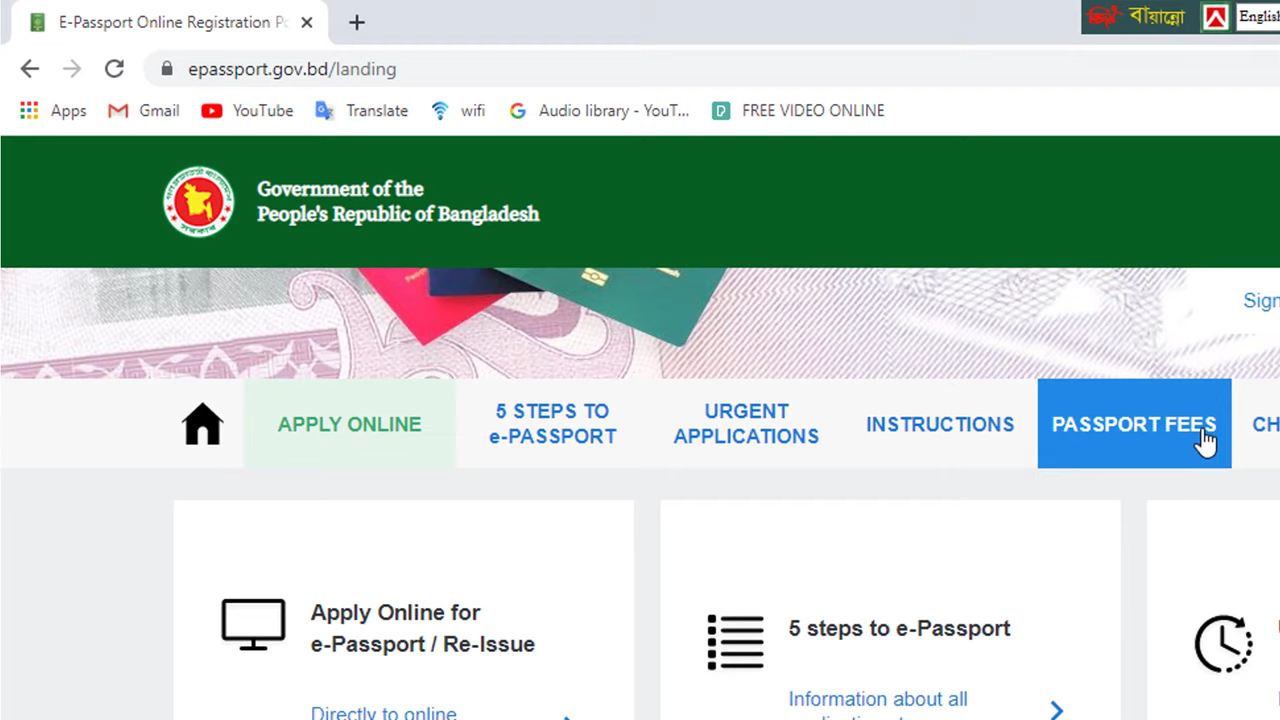 E-Passport Online Registration Po
বায়ান্নো
English
epassport.gov.bd/landing
Apps
Gmail
YouTube
Translate
wifi
Audio library - YouT...
FREE VIDEO ONLINE
Government of the
People's Republic of Bangladesh
Sign
APPLY ONLINE
5 STEPS TO
e-PASSPORT
URGENT
APPLICATIONS
INSTRUCTIONS
PASSPORT FEES
CH
Apply Online for
e-Passport / Re-Issue
Directly to online
5 steps to e-Passport
Information about all